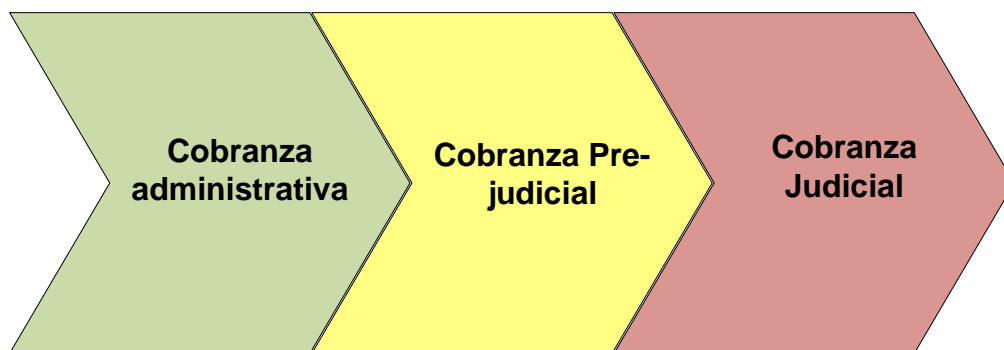 Cobranza
administrativa
Cobranza Pre-
judicial
Cobranza
Judicial